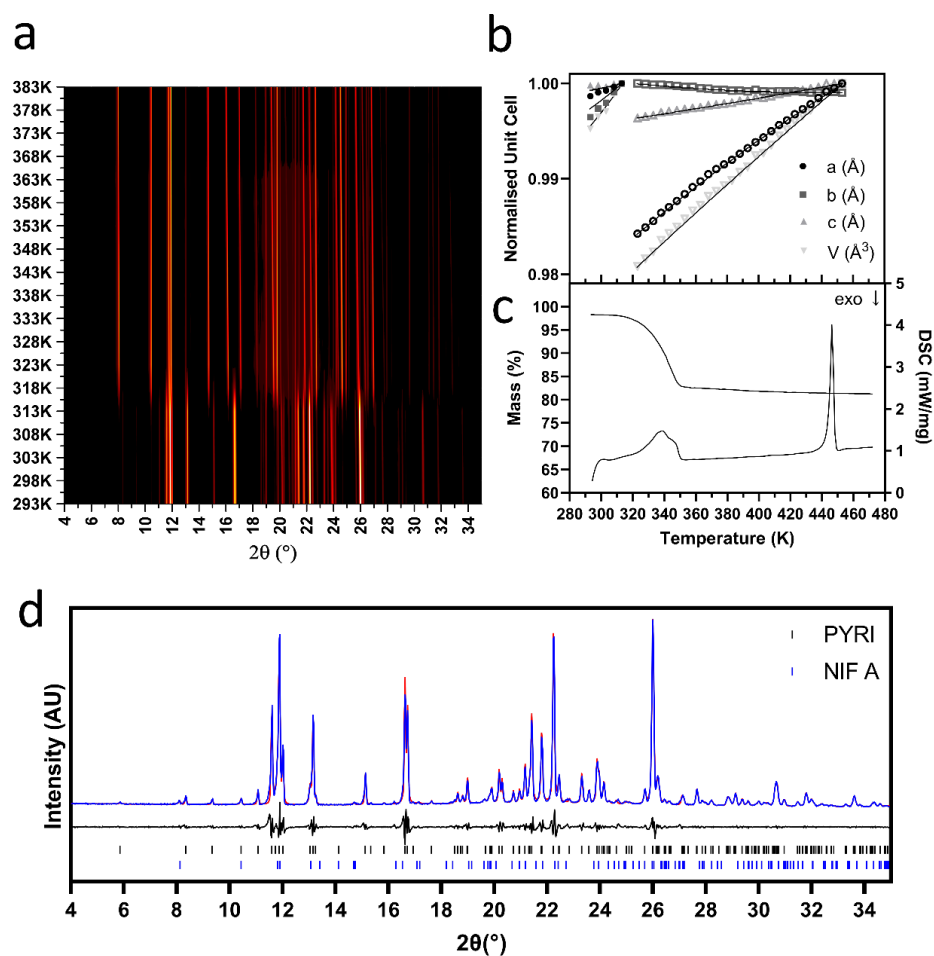 a
383K
378K
373K
368K
363K
358K
353K
348K
343K
338K
333K
328K
323K
318K
313K
308K
303K
298K
293K
4 6 8 10 12 14 16 18 20 22 24 26 28 30 32 34
2θ (°)
b
1.00
0.99
0.98
Normalised Unit Cell
a (Å)
b (Å)
c (Å)
V (Å³)
c
exo ↓
100
95
90
85
80
75
70
65
60
Mass (%)
5
4
3
2
1
0
DSC (mW/mg)
280 300 320 340 360 380 400 420 440 460 480
Temperature (K)
d
PYRI
NIF A
Intensity (AU)
4 6 8 10 12 14 16 18 20 22 24 26 28 30 32 34
2θ(°)